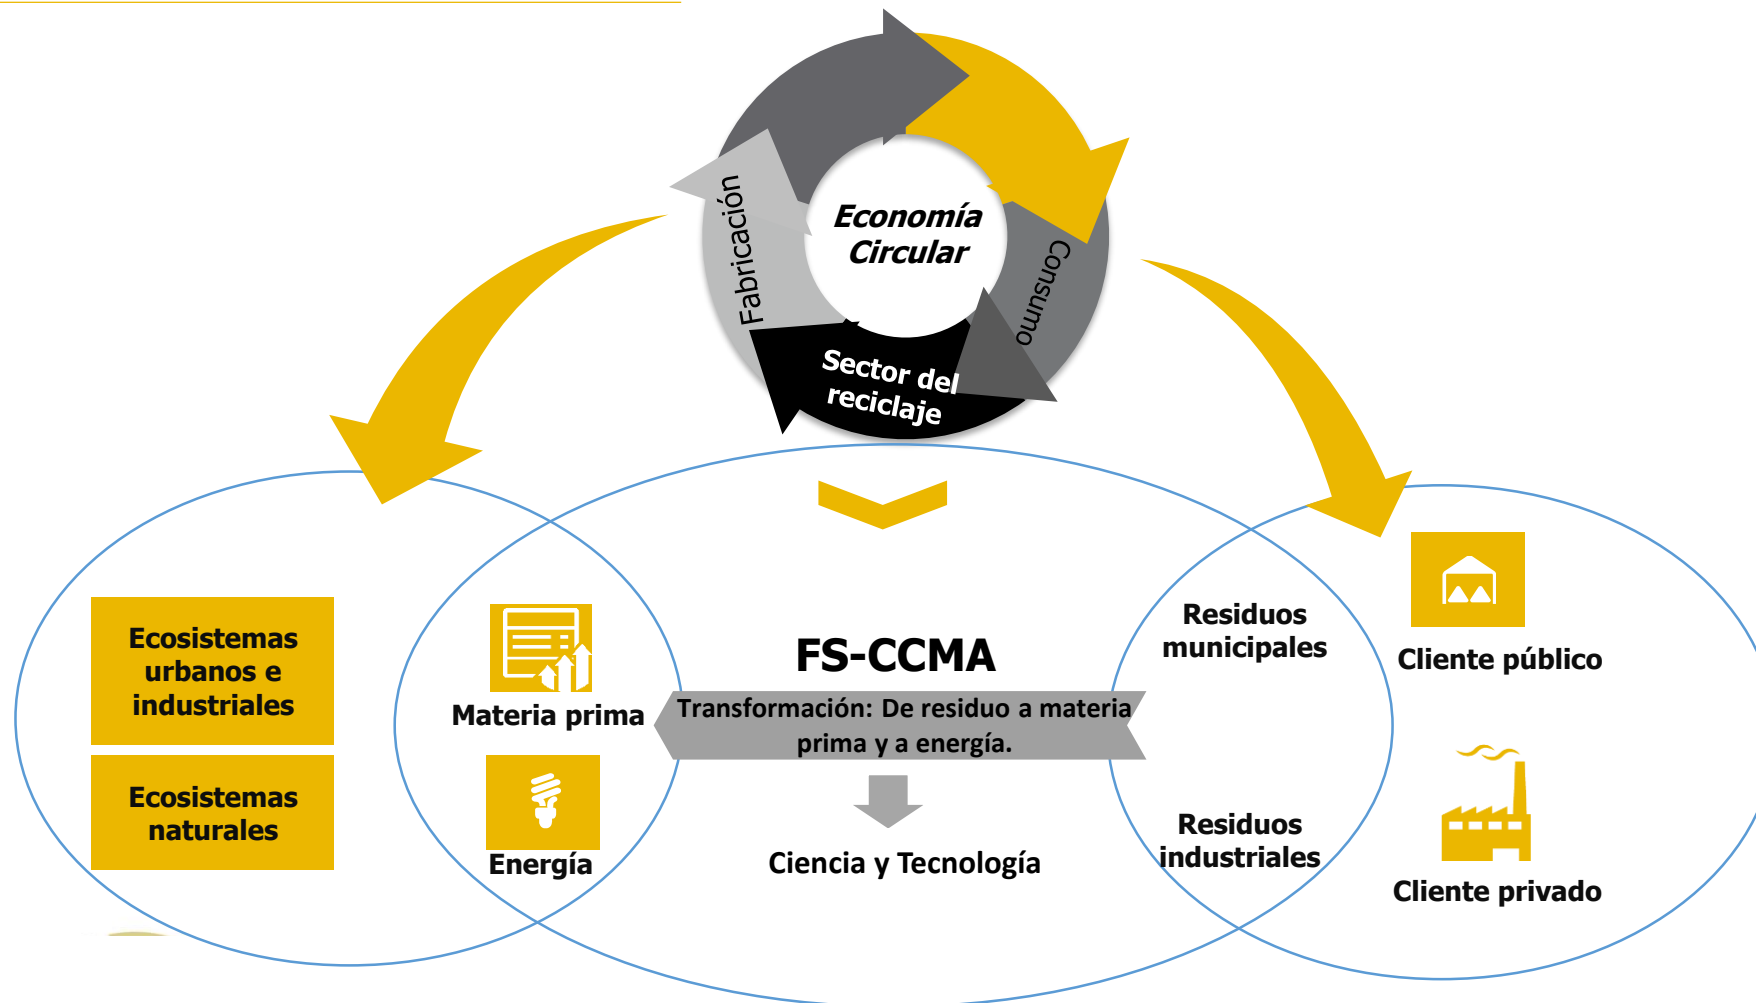 Economía
Circular
Fabricación
Consumo
Sector del
reciclaje
Ecosistemas
urbanos e
industriales
Ecosistemas
naturales
Materia prima
Energía
FS-CCMA
Transformación: De residuo a materia
prima y a energía.
Ciencia y Tecnología
Residuos
municipales
Residuos
industriales
Cliente público
Cliente privado